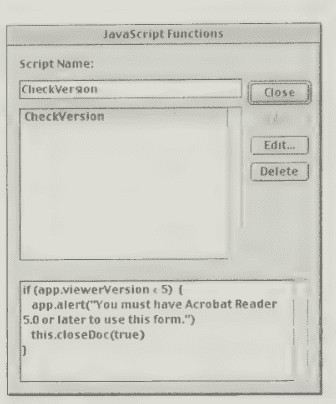 JavaScript Functions
Script Name:
CheckVersion
Close
CheckVersion
Edit...
Delete
if (app.viewerVersion < 5) {
app.alert("You must have Acrobat Reader
5.0 or later to use this form.")
this.closeDoc(true)
}